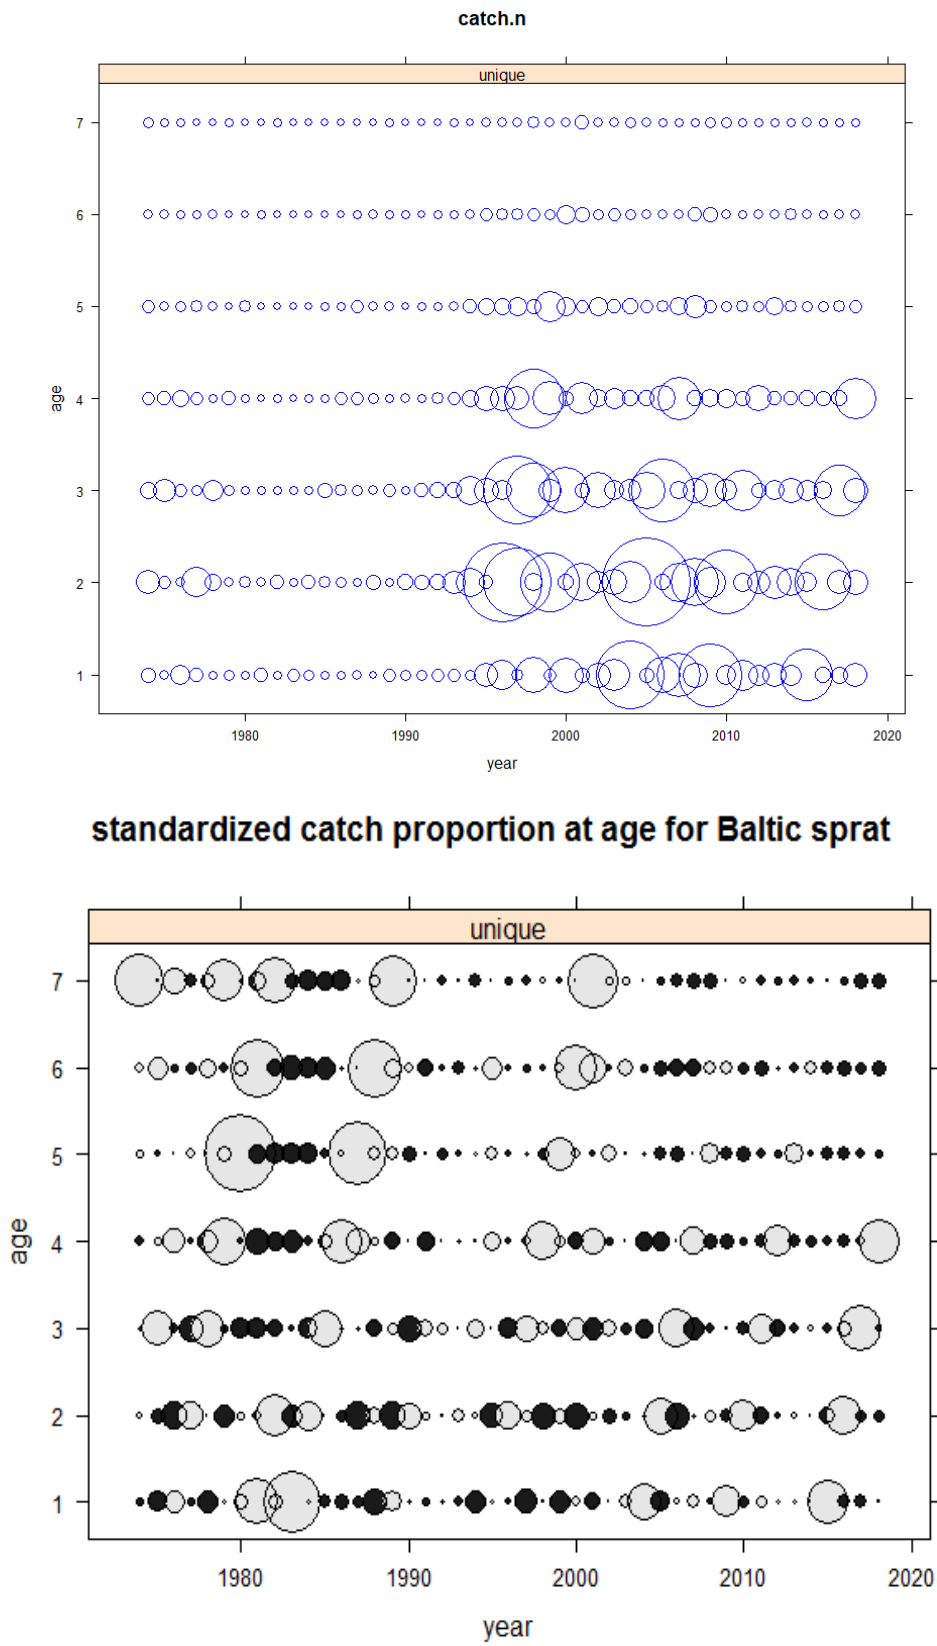 catch.n
unique
7
6
5
4
3
2
1
age
1980 1990 2000 2010 2020
year
standardized catch proportion at age for Baltic sprat
unique
7
6
5
4
3
2
1
age
1980 1990 2000 2010 2020
year